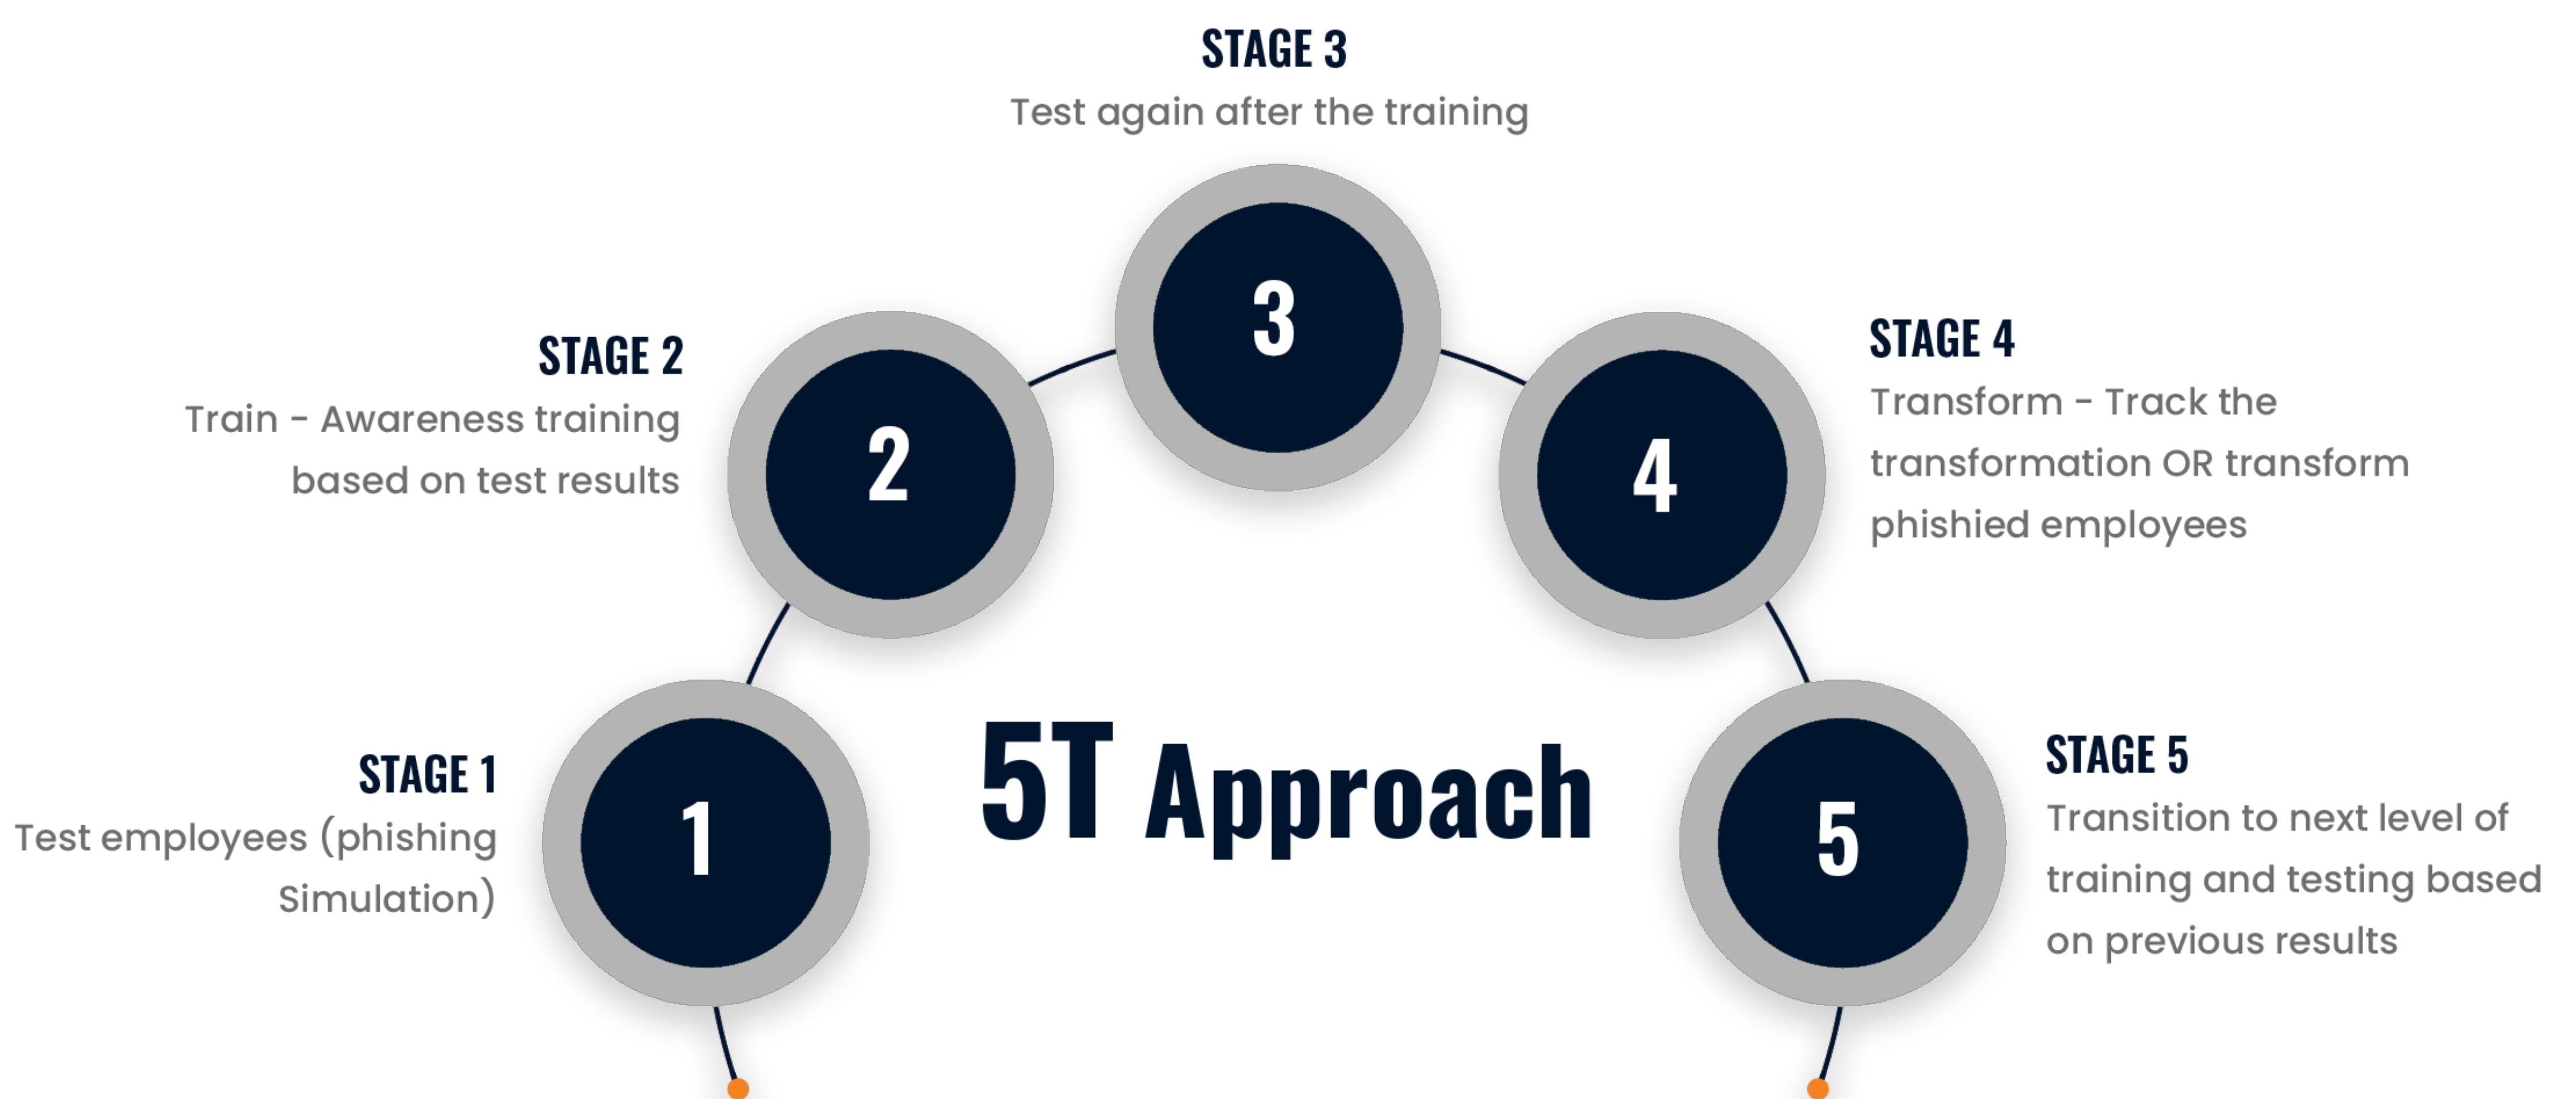 STAGE 3
Test again after the training
3
STAGE 2
Train - Awareness training
based on test results
2
STAGE 4
Transform - Track the
transformation OR transform
phishied employees
4
STAGE 1
Test employees (phishing
Simulation)
1
5T Approach
5
STAGE 5
Transition to next level of
training and testing based
on previous results